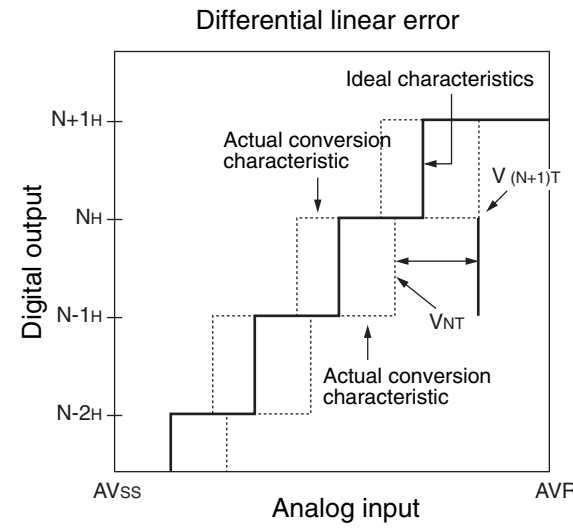 Differential linear error
Ideal characteristics
N+1H
Actual conversion
characteristic
V (N+1)T
NH
Digital output
N-1H
VNT
Actual conversion
characteristic
N-2H
AVSS
Analog input
AVR